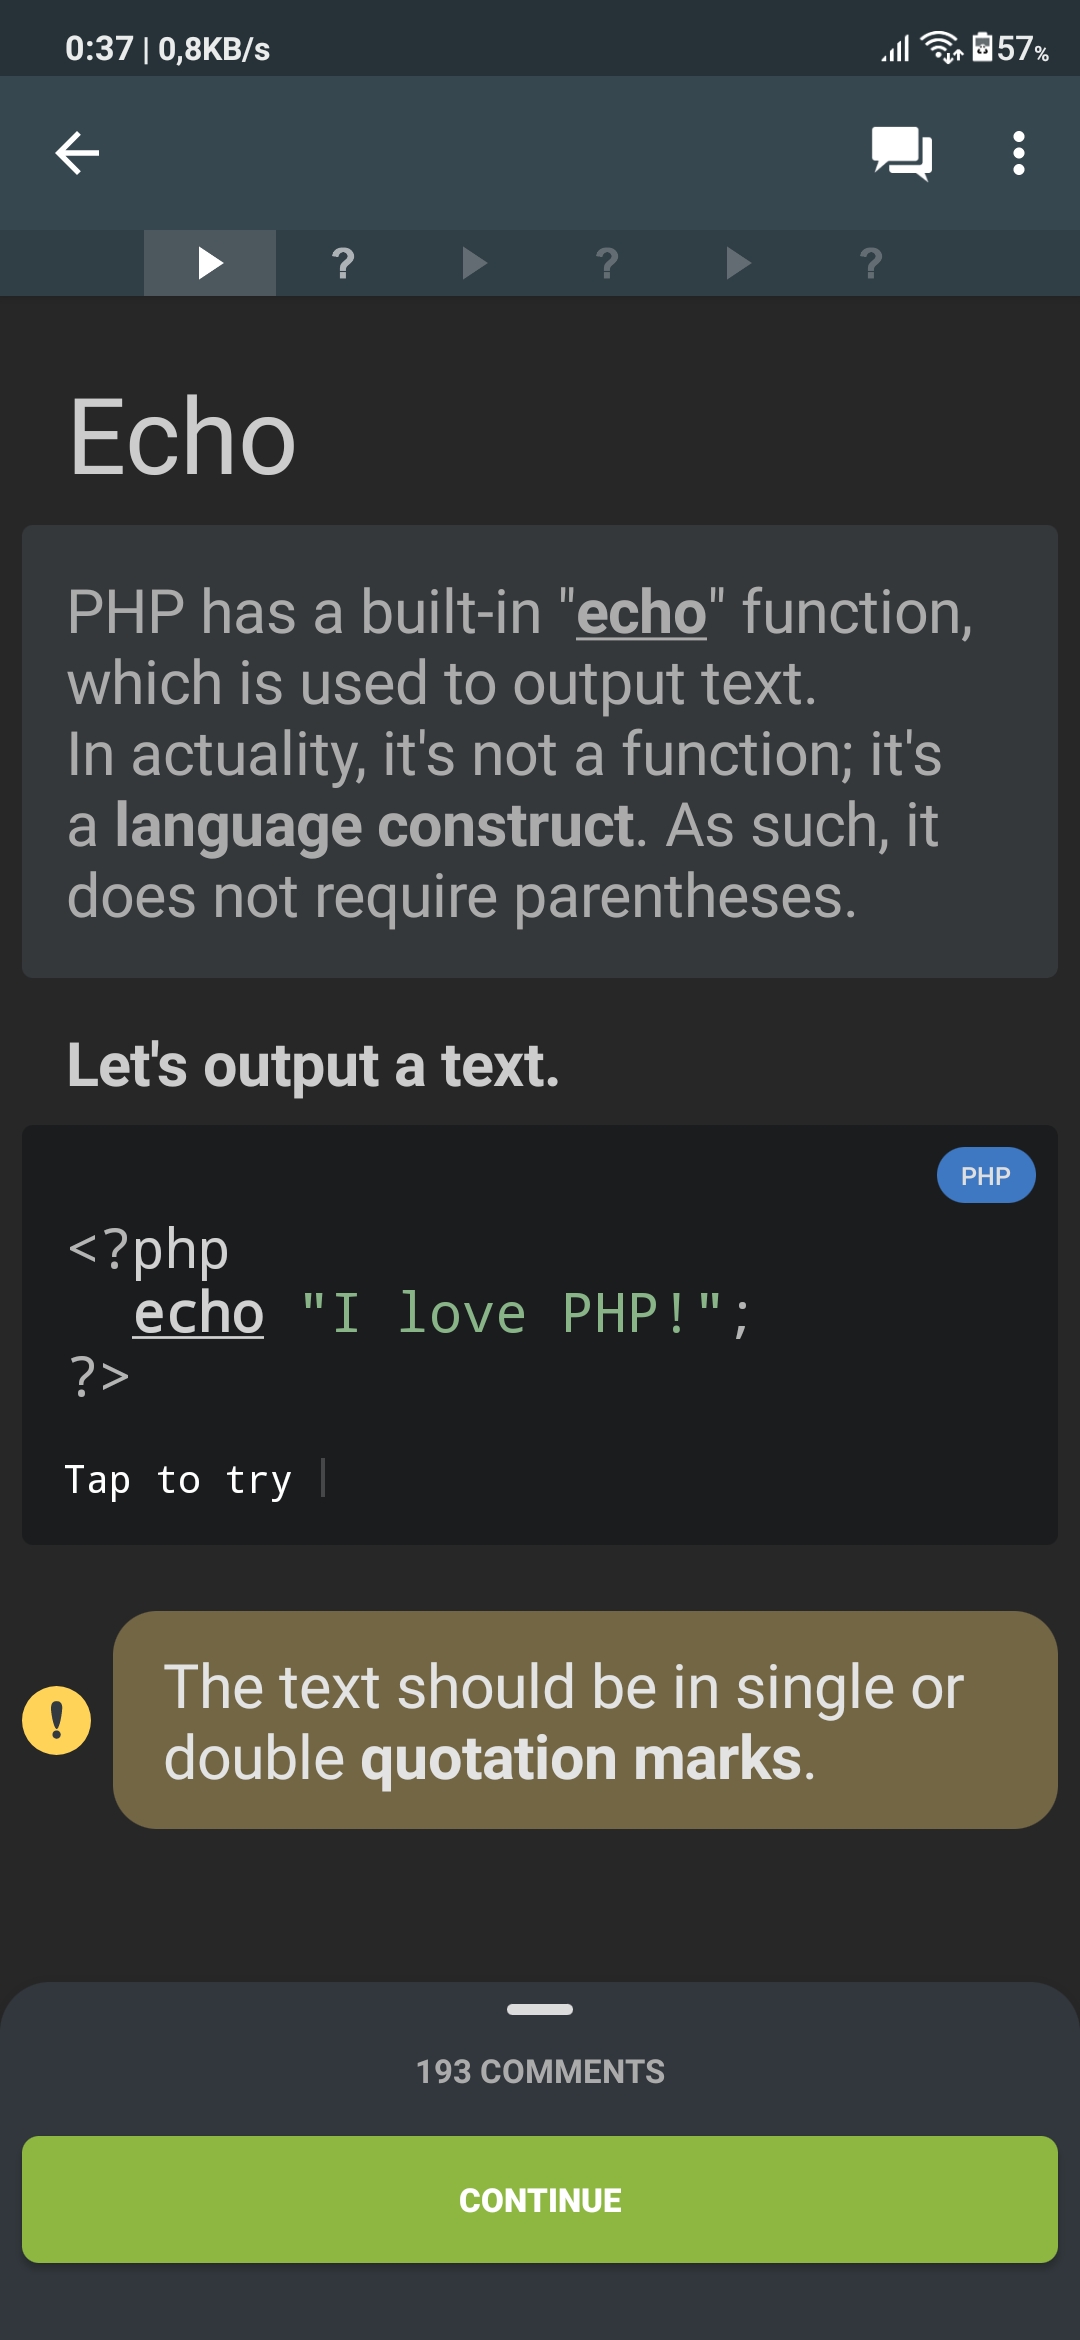 0:37 | 0,8KB/s 57%
? ? ?
Echo
PHP has a built-in "echo" function,
which is used to output text.
In actuality, it's not a function; it's
a language construct. As such, it
does not require parentheses.
Let's output a text.
PHP
<?php
echo "I love PHP!";
?>
Tap to try
!
The text should be in single or
double quotation marks.
193 COMMENTS
CONTINUE